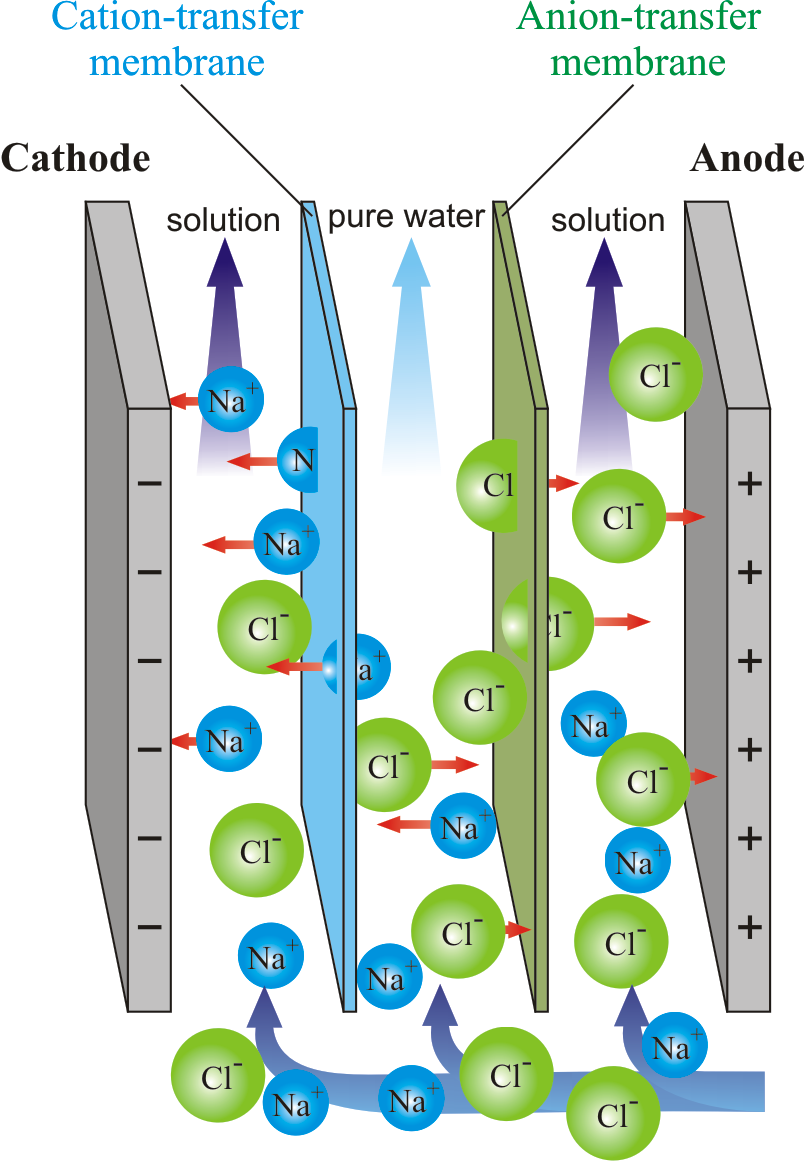 Cation-transfer
membrane
Anion-transfer
membrane
Cathode
Anode
solution
pure water
solution
Cl⁻
Na⁺
N
−
Cl
+
Cl⁻
Na⁺
−
+
Cl⁻
Cl⁻
−
+
a⁺
Cl⁻
Na⁺
Na⁺
−
+
Cl⁻
Cl⁻
Na⁺
−
+
Cl⁻
Na⁺
−
Cl⁻
+
Cl⁻
Na⁺
Na⁺
Na⁺
Cl⁻
Cl⁻
Na⁺
Na⁺
Cl⁻